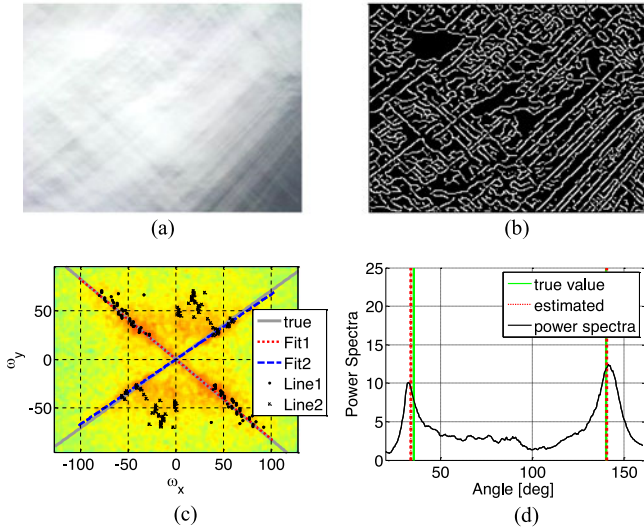 (a)
(b)
50
0
-50
ω_y
-100
-50
0
50
100
ω_x
true
Fit1
Fit2
Line1
Line2
(c)
25
20
15
10
5
0
Power Spectra
50
100
150
Angle [deg]
true value
estimated
power spectra
(d)